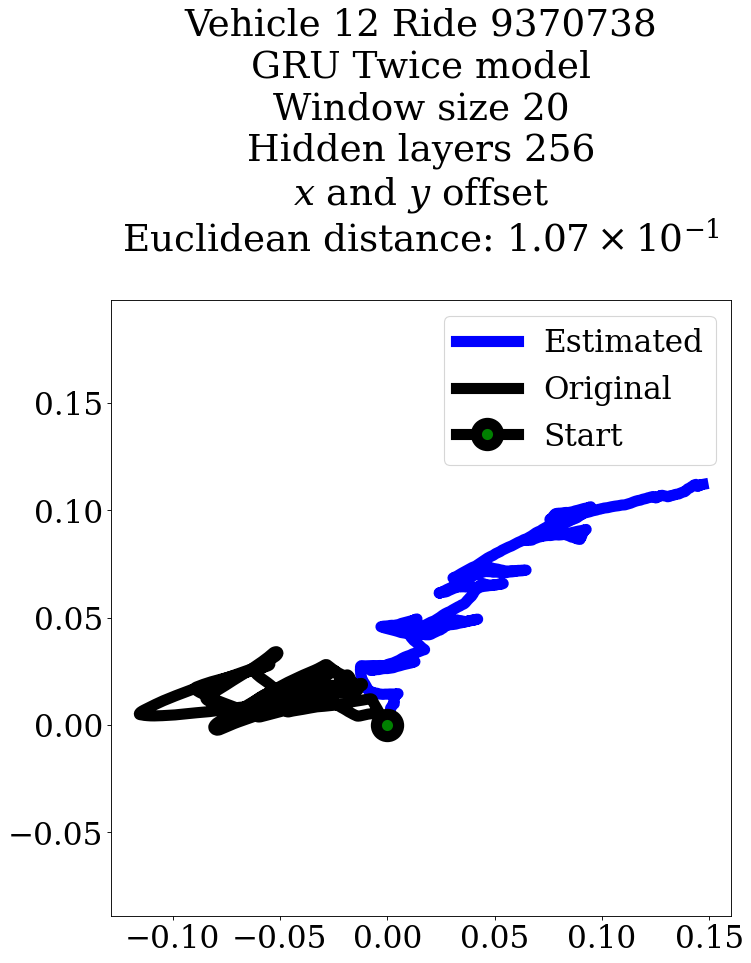 Vehicle 12 Ride 9370738
GRU Twice model
Window size 20
Hidden layers 256
x and y offset
Euclidean distance: 1.07 × 10⁻¹
Estimated
Original
Start
0.15
0.10
0.05
0.00
−0.05
−0.10 −0.05 0.00 0.05 0.10 0.15